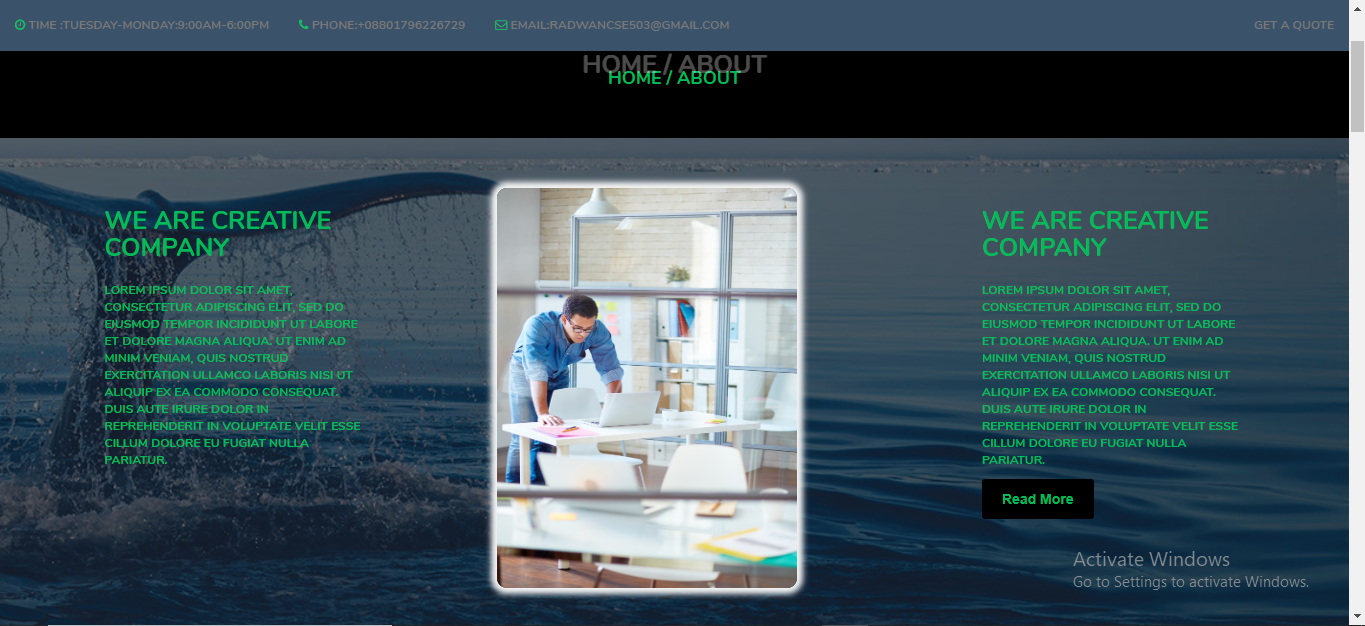 TIME :TUESDAY-MONDAY:9:00AM-6:00PM PHONE:+08801796226729 EMAIL:RADWANCSE503@GMAIL.COM GET A QUOTE
HOME / ABOUT
HOME / ABOUT
WE ARE CREATIVE
COMPANY
LOREM IPSUM DOLOR SIT AMET,
CONSECTETUR ADIPISCING ELIT, SED DO
EIUSMOD TEMPOR INCIDIDUNT UT LABORE
ET DOLORE MAGNA ALIQUA. UT ENIM AD
MINIM VENIAM, QUIS NOSTRUD
EXERCITATION ULLAMCO LABORIS NISI UT
ALIQUIP EX EA COMMODO CONSEQUAT.
DUIS AUTE IRURE DOLOR IN
REPREHENDERIT IN VOLUPTATE VELIT ESSE
CILLUM DOLORE EU FUGIAT NULLA
PARIATUR.
WE ARE CREATIVE
COMPANY
LOREM IPSUM DOLOR SIT AMET,
CONSECTETUR ADIPISCING ELIT, SED DO
EIUSMOD TEMPOR INCIDIDUNT UT LABORE
ET DOLORE MAGNA ALIQUA. UT ENIM AD
MINIM VENIAM, QUIS NOSTRUD
EXERCITATION ULLAMCO LABORIS NISI UT
ALIQUIP EX EA COMMODO CONSEQUAT.
DUIS AUTE IRURE DOLOR IN
REPREHENDERIT IN VOLUPTATE VELIT ESSE
CILLUM DOLORE EU FUGIAT NULLA
PARIATUR.
Read More
Activate Windows
Go to Settings to activate Windows.